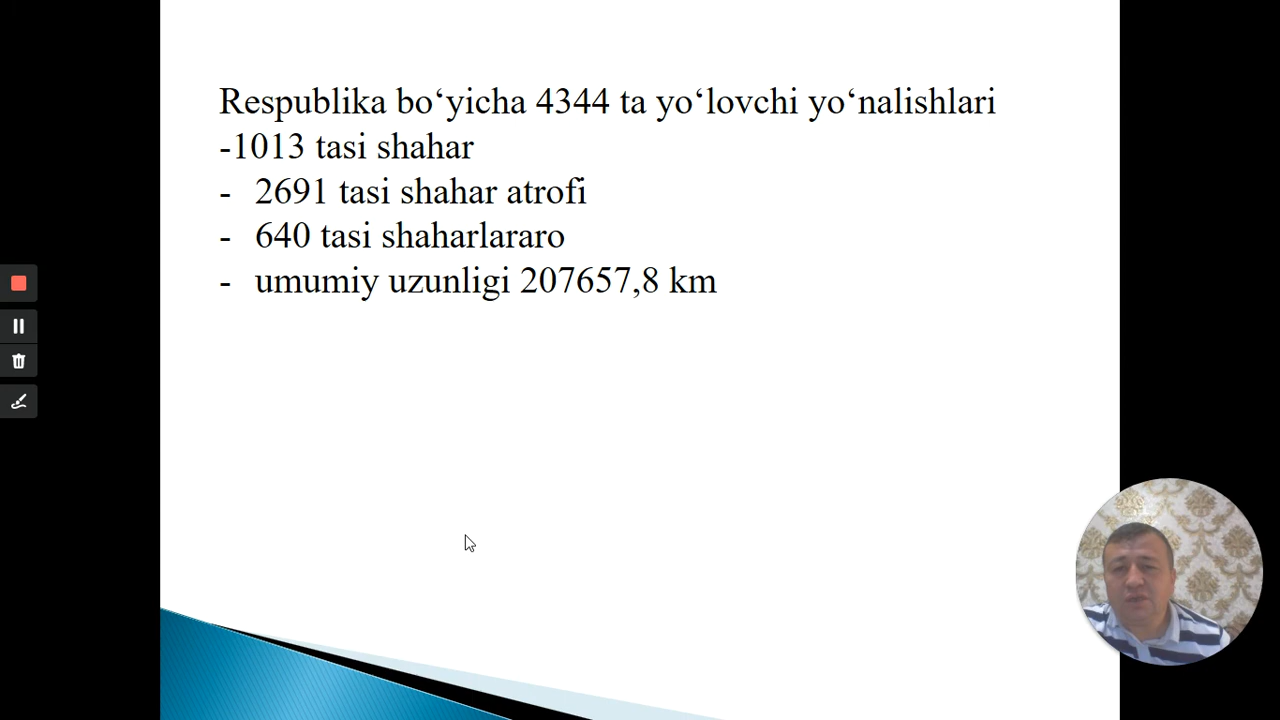 Respublika bo‘yicha 4344 ta yo‘lovchi yo‘nalishlari
-1013 tasi shahar
- 2691 tasi shahar atrofi
- 640 tasi shaharlararo
- umumiy uzunligi 207657,8 km